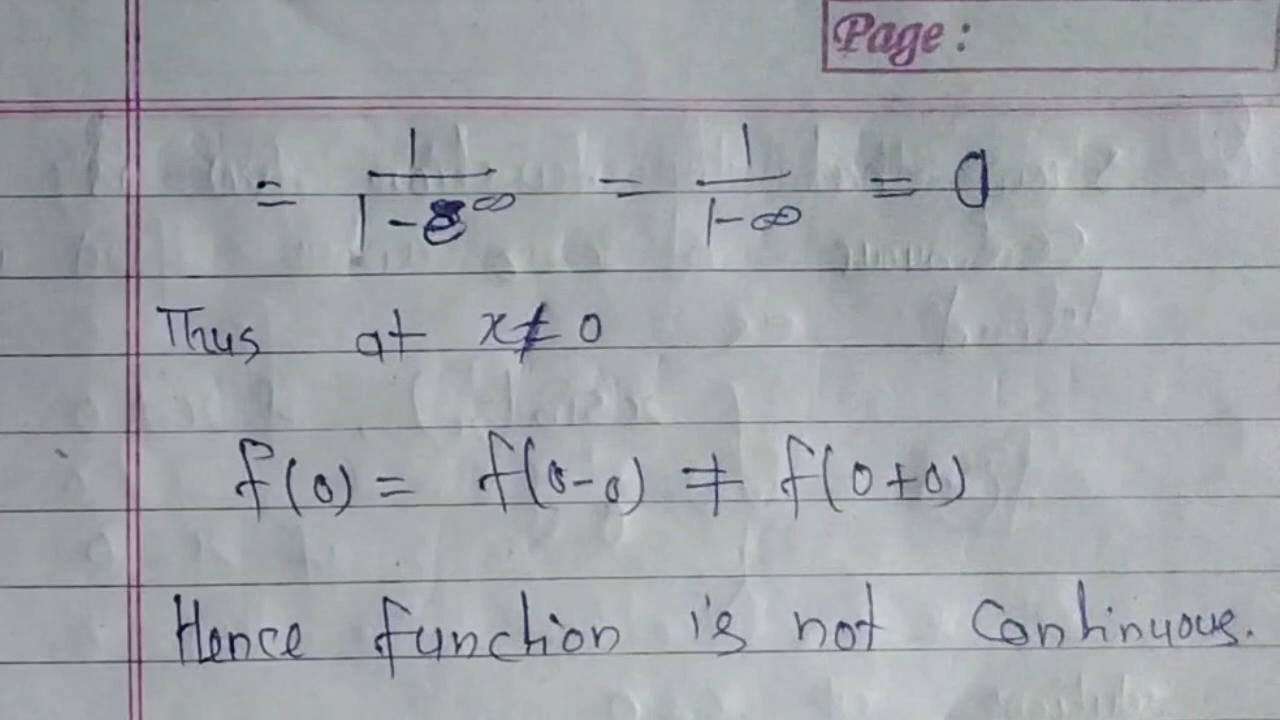 Page :
= 1/(1-e^∞) = 1/(1-∞) = 0
Thus at x≠0
f(0) = f(0-0) ≠ f(0+0)
Hence function is not continuous.